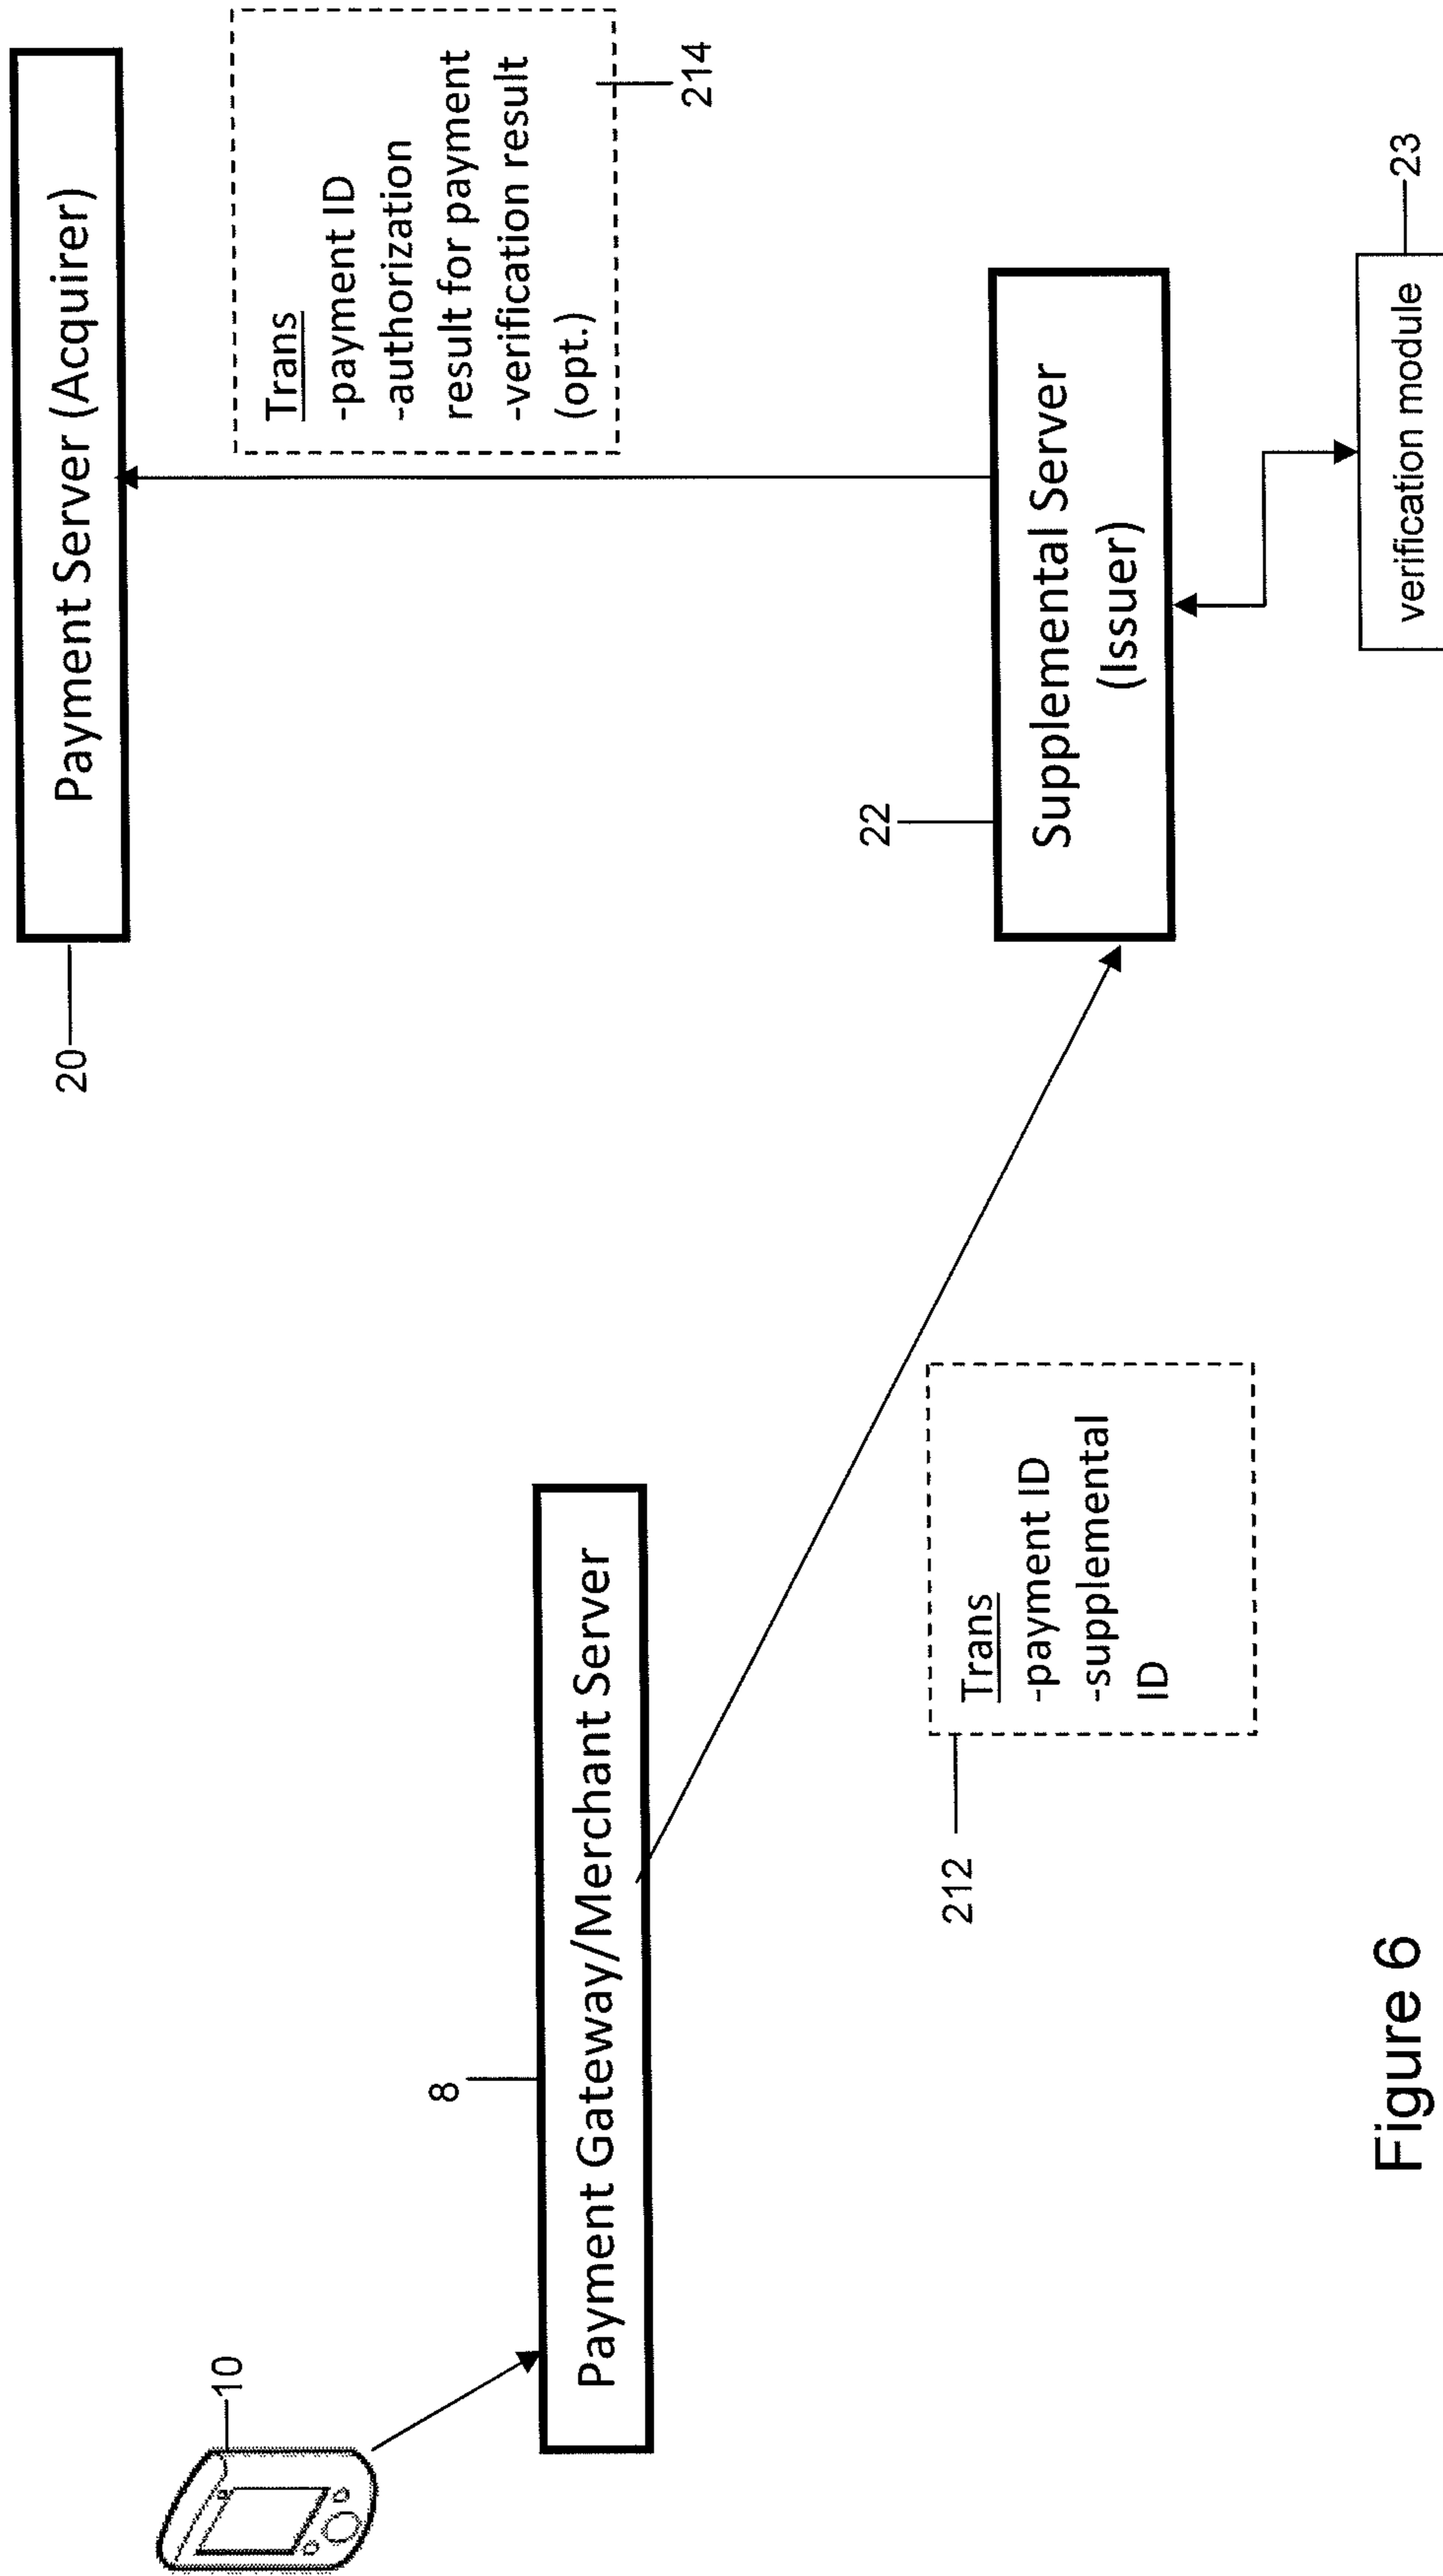 20
Payment Server (Acquirer)
10
8
Payment Gateway/Merchant Server
Trans
-payment ID
-authorization
result for payment
-verification result
(opt.)
214
22
Supplemental Server
(Issuer)
212
Trans
-payment ID
-supplemental
ID
verification module
23
Figure 6